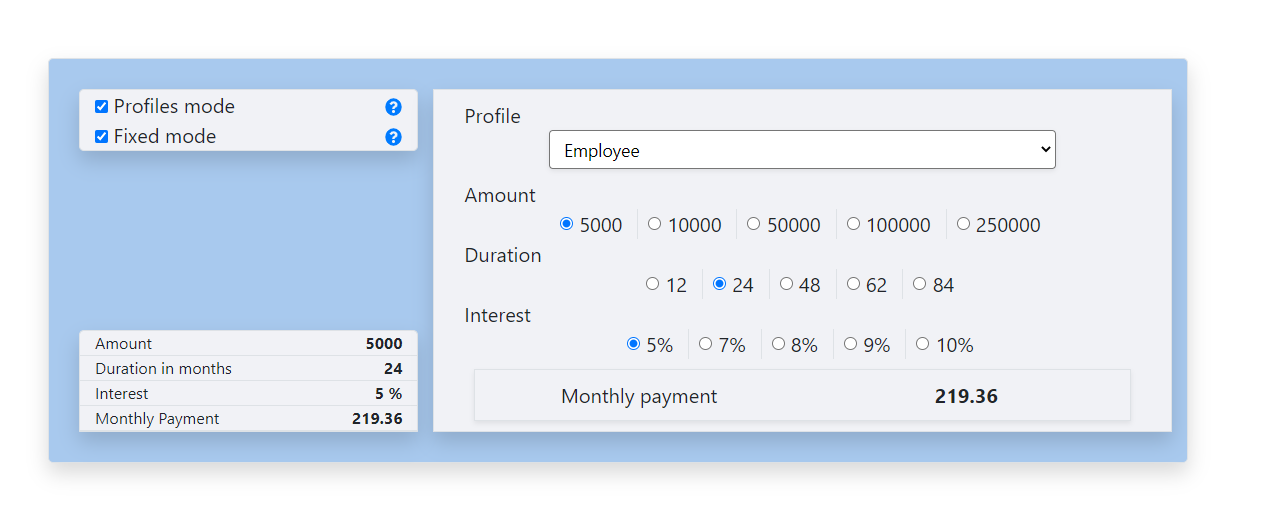 Profiles mode ?
Fixed mode ?
Amount 5000
Duration in months 24
Interest 5 %
Monthly Payment 219.36
Profile
Employee
Amount
5000 10000 50000 100000 250000
Duration
12 24 48 62 84
Interest
5% 7% 8% 9% 10%
Monthly payment 219.36